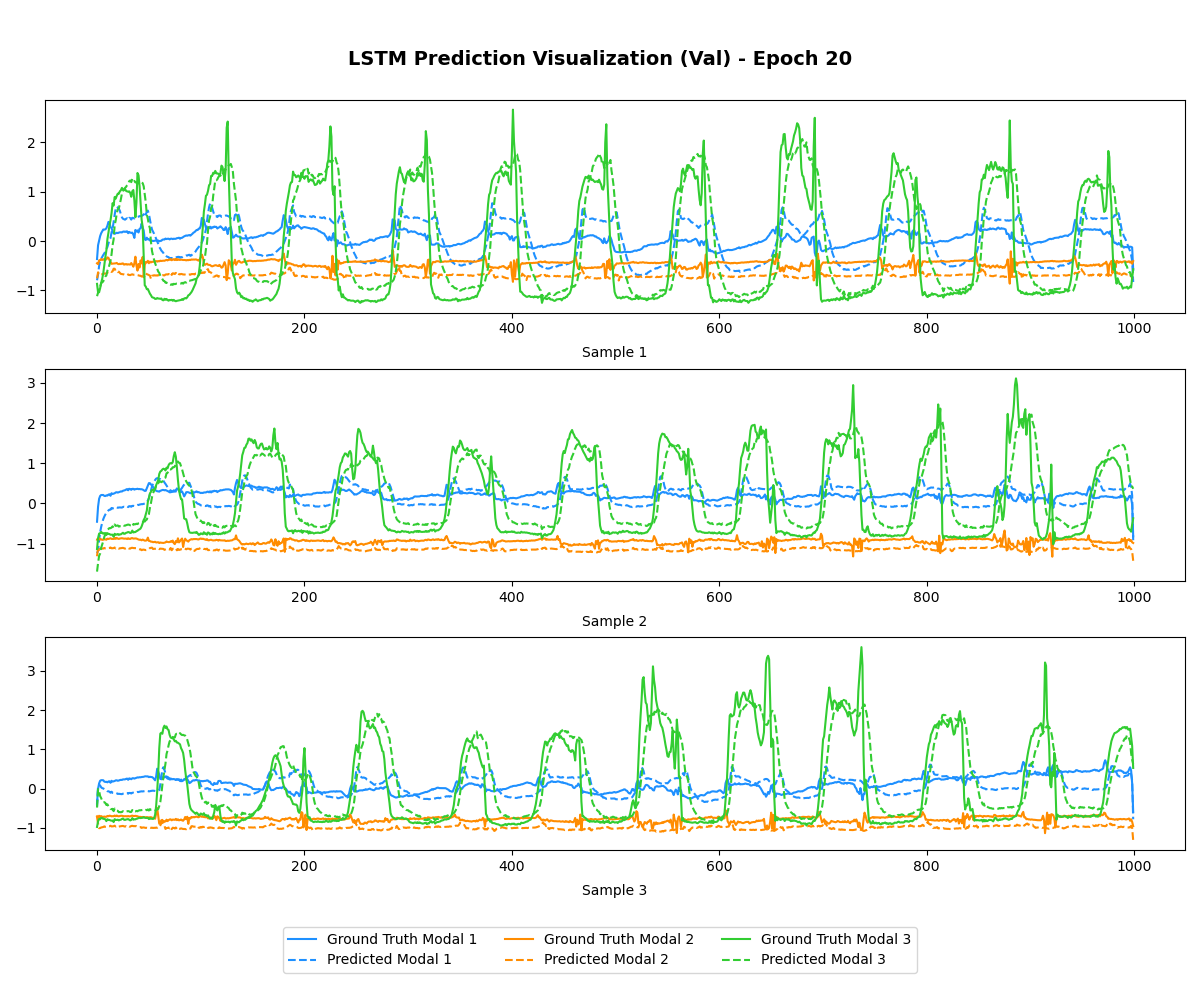 LSTM Prediction Visualization (Val) - Epoch 20
2
1
0
−1
0 200 400 600 800 1000
Sample 1
3
2
1
0
−1
0 200 400 600 800 1000
Sample 2
3
2
1
0
−1
0 200 400 600 800 1000
Sample 3
Ground Truth Modal 1 Ground Truth Modal 2 Ground Truth Modal 3
Predicted Modal 1 Predicted Modal 2 Predicted Modal 3